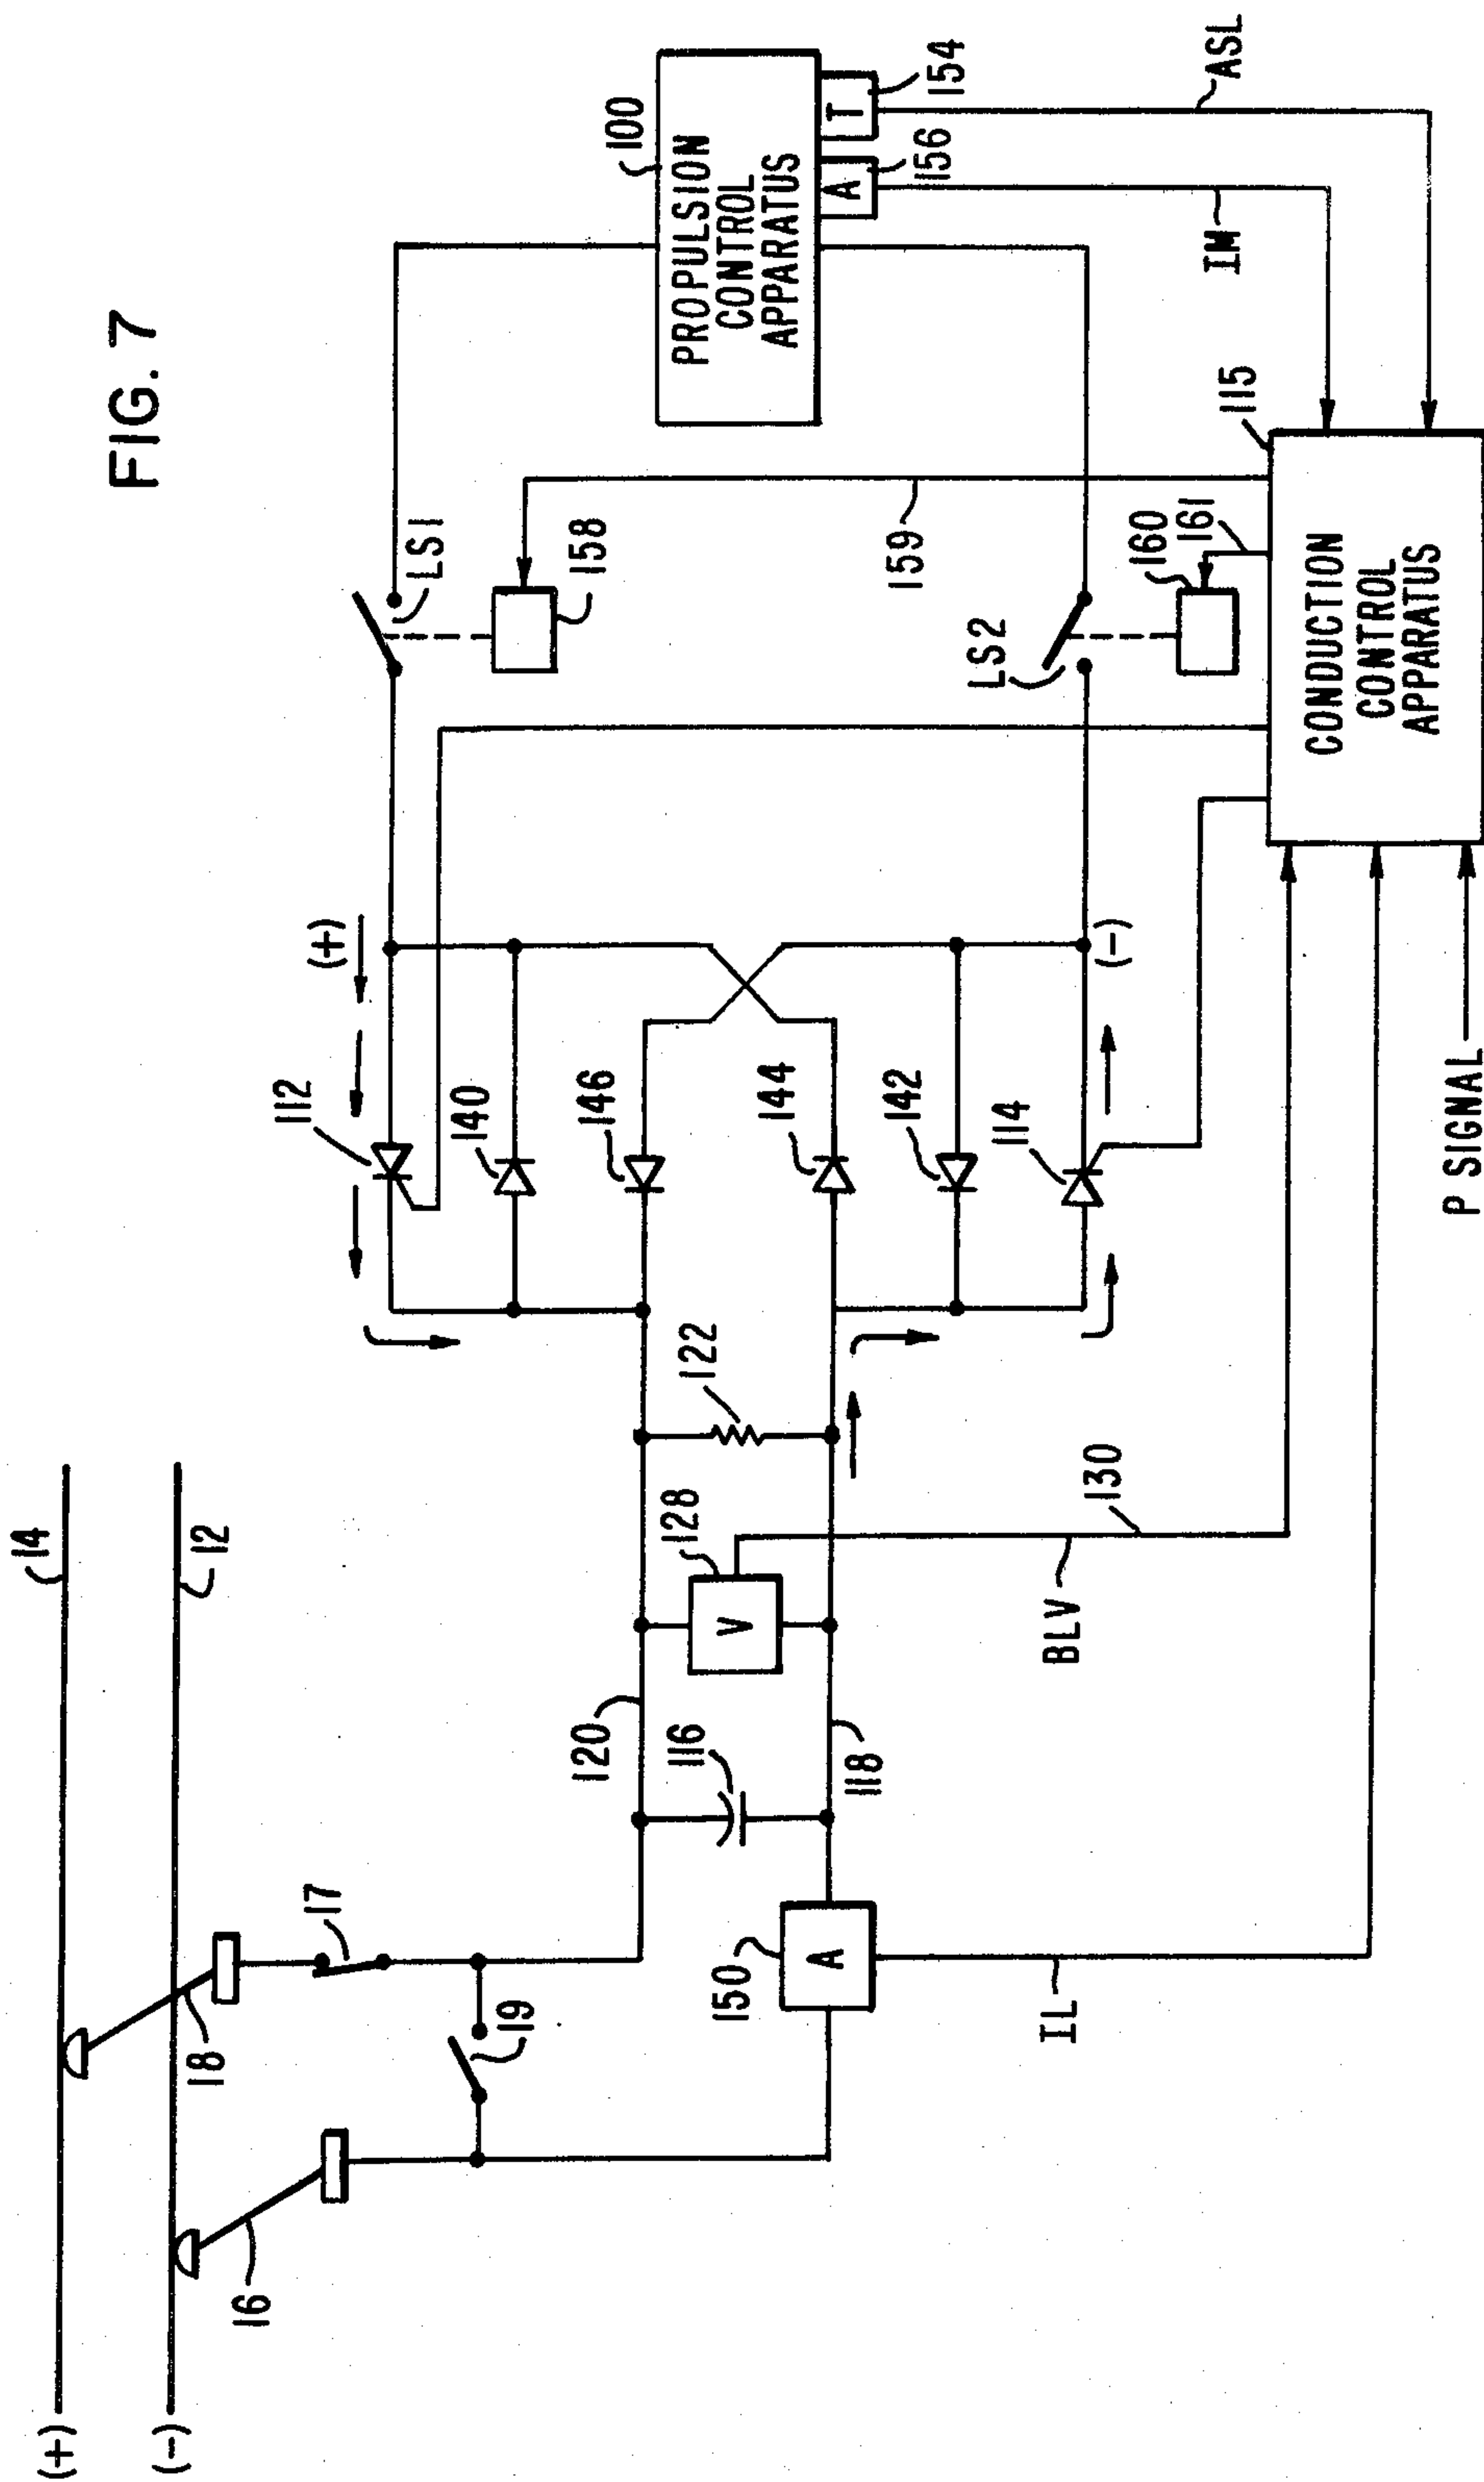 FIG. 7
(+)
14
(-)
12
18
16
17
19
120
116
128
V
122
118
150
A
IL
BLV
130
112
140
146
144
142
114
(+)
(-)
LS1
158
159
LS2
160
161
100
PROPULSION
CONTROL
APPARATUS
A
T
156
154
IM
ASL
115
CONDUCTION
CONTROL
APPARATUS
P SIGNAL